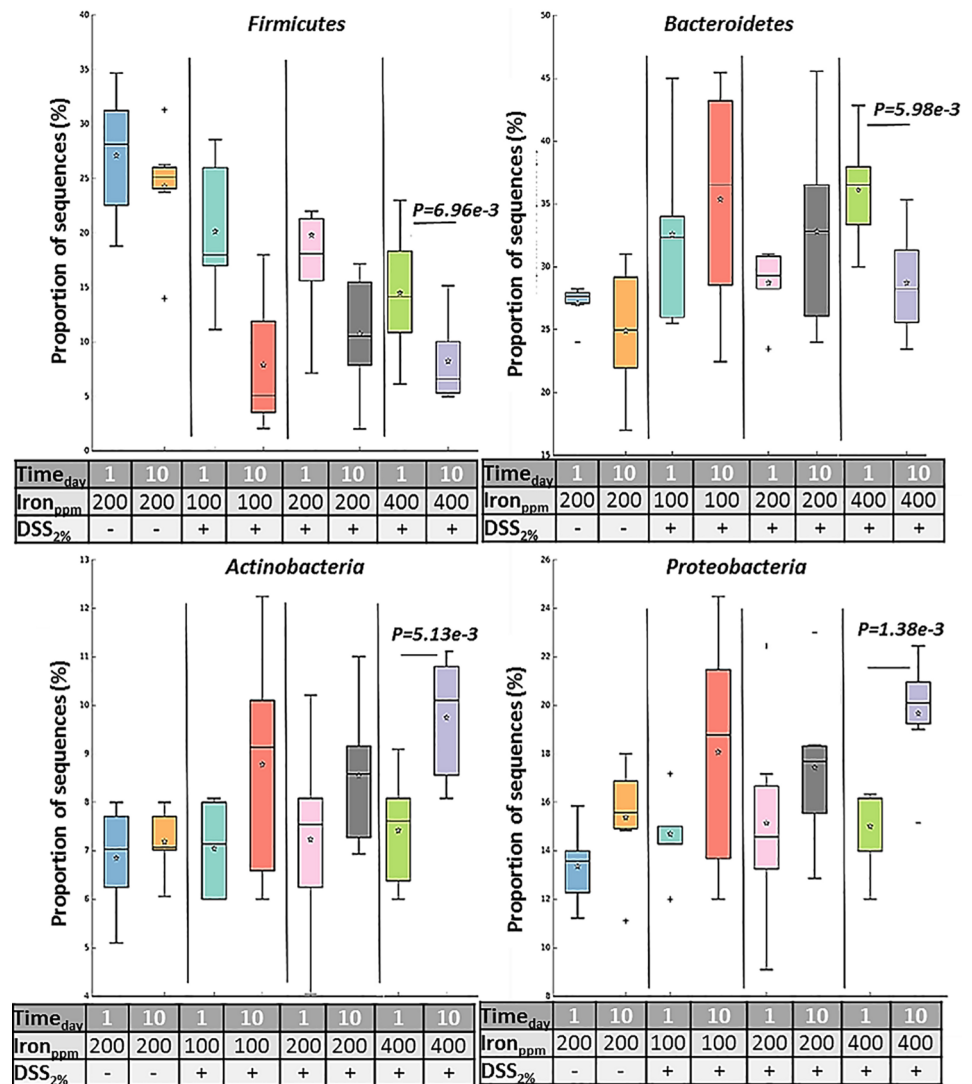 Firmicutes
Proportion of sequences (%)
40
35
30
25
20
15
10
5
0
P=6.96e-3
Time day 1 10 1 10 1 10 1 10
Iron ppm 200 200 100 100 200 200 400 400
DSS 2% - - + + + + + +
Bacteroidetes
Proportion of sequences (%)
50
45
40
35
30
25
20
15
P=5.98e-3
Time day 1 10 1 10 1 10 1 10
Iron ppm 200 200 100 100 200 200 400 400
DSS 2% - - + + + + + +
Actinobacteria
Proportion of sequences (%)
13
12
11
10
9
8
7
6
5
4
P=5.13e-3
Time day 1 10 1 10 1 10 1 10
Iron ppm 200 200 100 100 200 200 400 400
DSS 2% - - + + + + + +
Proteobacteria
Proportion of sequences (%)
26
24
22
20
18
16
14
12
10
8
P=1.38e-3
Time day 1 10 1 10 1 10 1 10
Iron ppm 200 200 100 100 200 200 400 400
DSS 2% - - + + + + + +